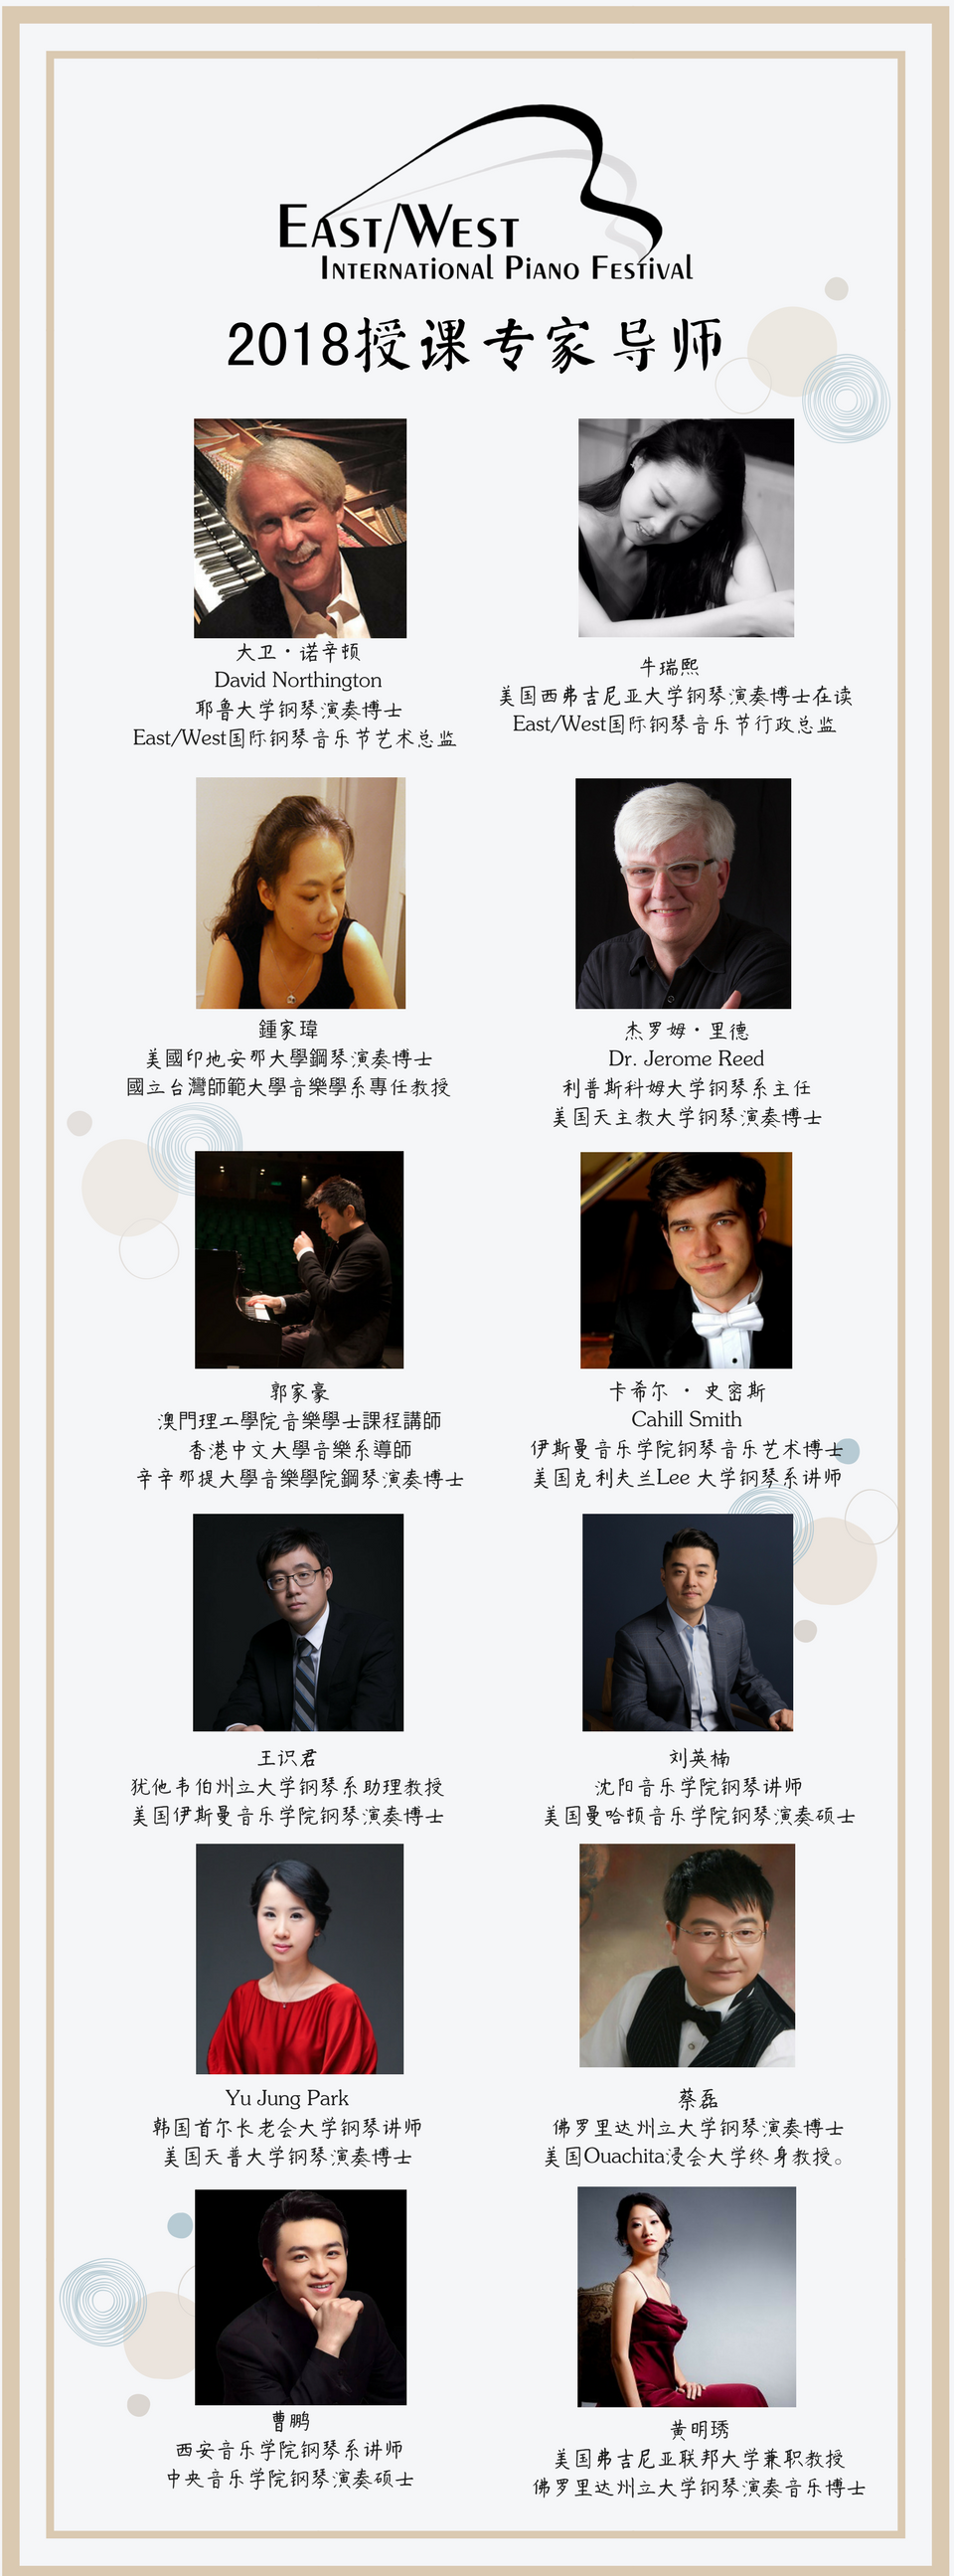 EAST/WEST
INTERNATIONAL PIANO FESTIVAL
2018授课专家导师
大卫·诺辛顿
David Northington
耶鲁大学钢琴演奏博士
East/West国际钢琴音乐节艺术总监
牛瑞熙
美国西弗吉尼亚大学钢琴演奏博士在读
East/West国际钢琴音乐节行政总监
鍾家瑋
美國印地安那大學鋼琴演奏博士
國立台灣師範大學音樂學系專任教授
杰罗姆·里德
Dr. Jerome Reed
利普斯科姆大学钢琴系主任
美国天主教大学钢琴演奏博士
郭家豪
澳門理工學院音樂學士課程講師
香港中文大學音樂系導師
辛辛那提大學音樂學院鋼琴演奏博士
卡希尔 · 史密斯
Cahill Smith
伊斯曼音乐学院钢琴音乐艺术博士
美国克利夫兰Lee 大学钢琴系讲师
王识君
犹他韦伯州立大学钢琴系助理教授
美国伊斯曼音乐学院钢琴演奏博士
刘英楠
沈阳音乐学院钢琴讲师
美国曼哈顿音乐学院钢琴演奏硕士
Yu Jung Park
韩国首尔长老会大学钢琴讲师
美国天普大学钢琴演奏博士
蔡磊
佛罗里达州立大学钢琴演奏博士
美国Ouachita浸会大学终身教授。
曹鹏
西安音乐学院钢琴系讲师
中央音乐学院钢琴演奏硕士
黄明琇
美国弗吉尼亚联邦大学兼职教授
佛罗里达州立大学钢琴演奏音乐博士